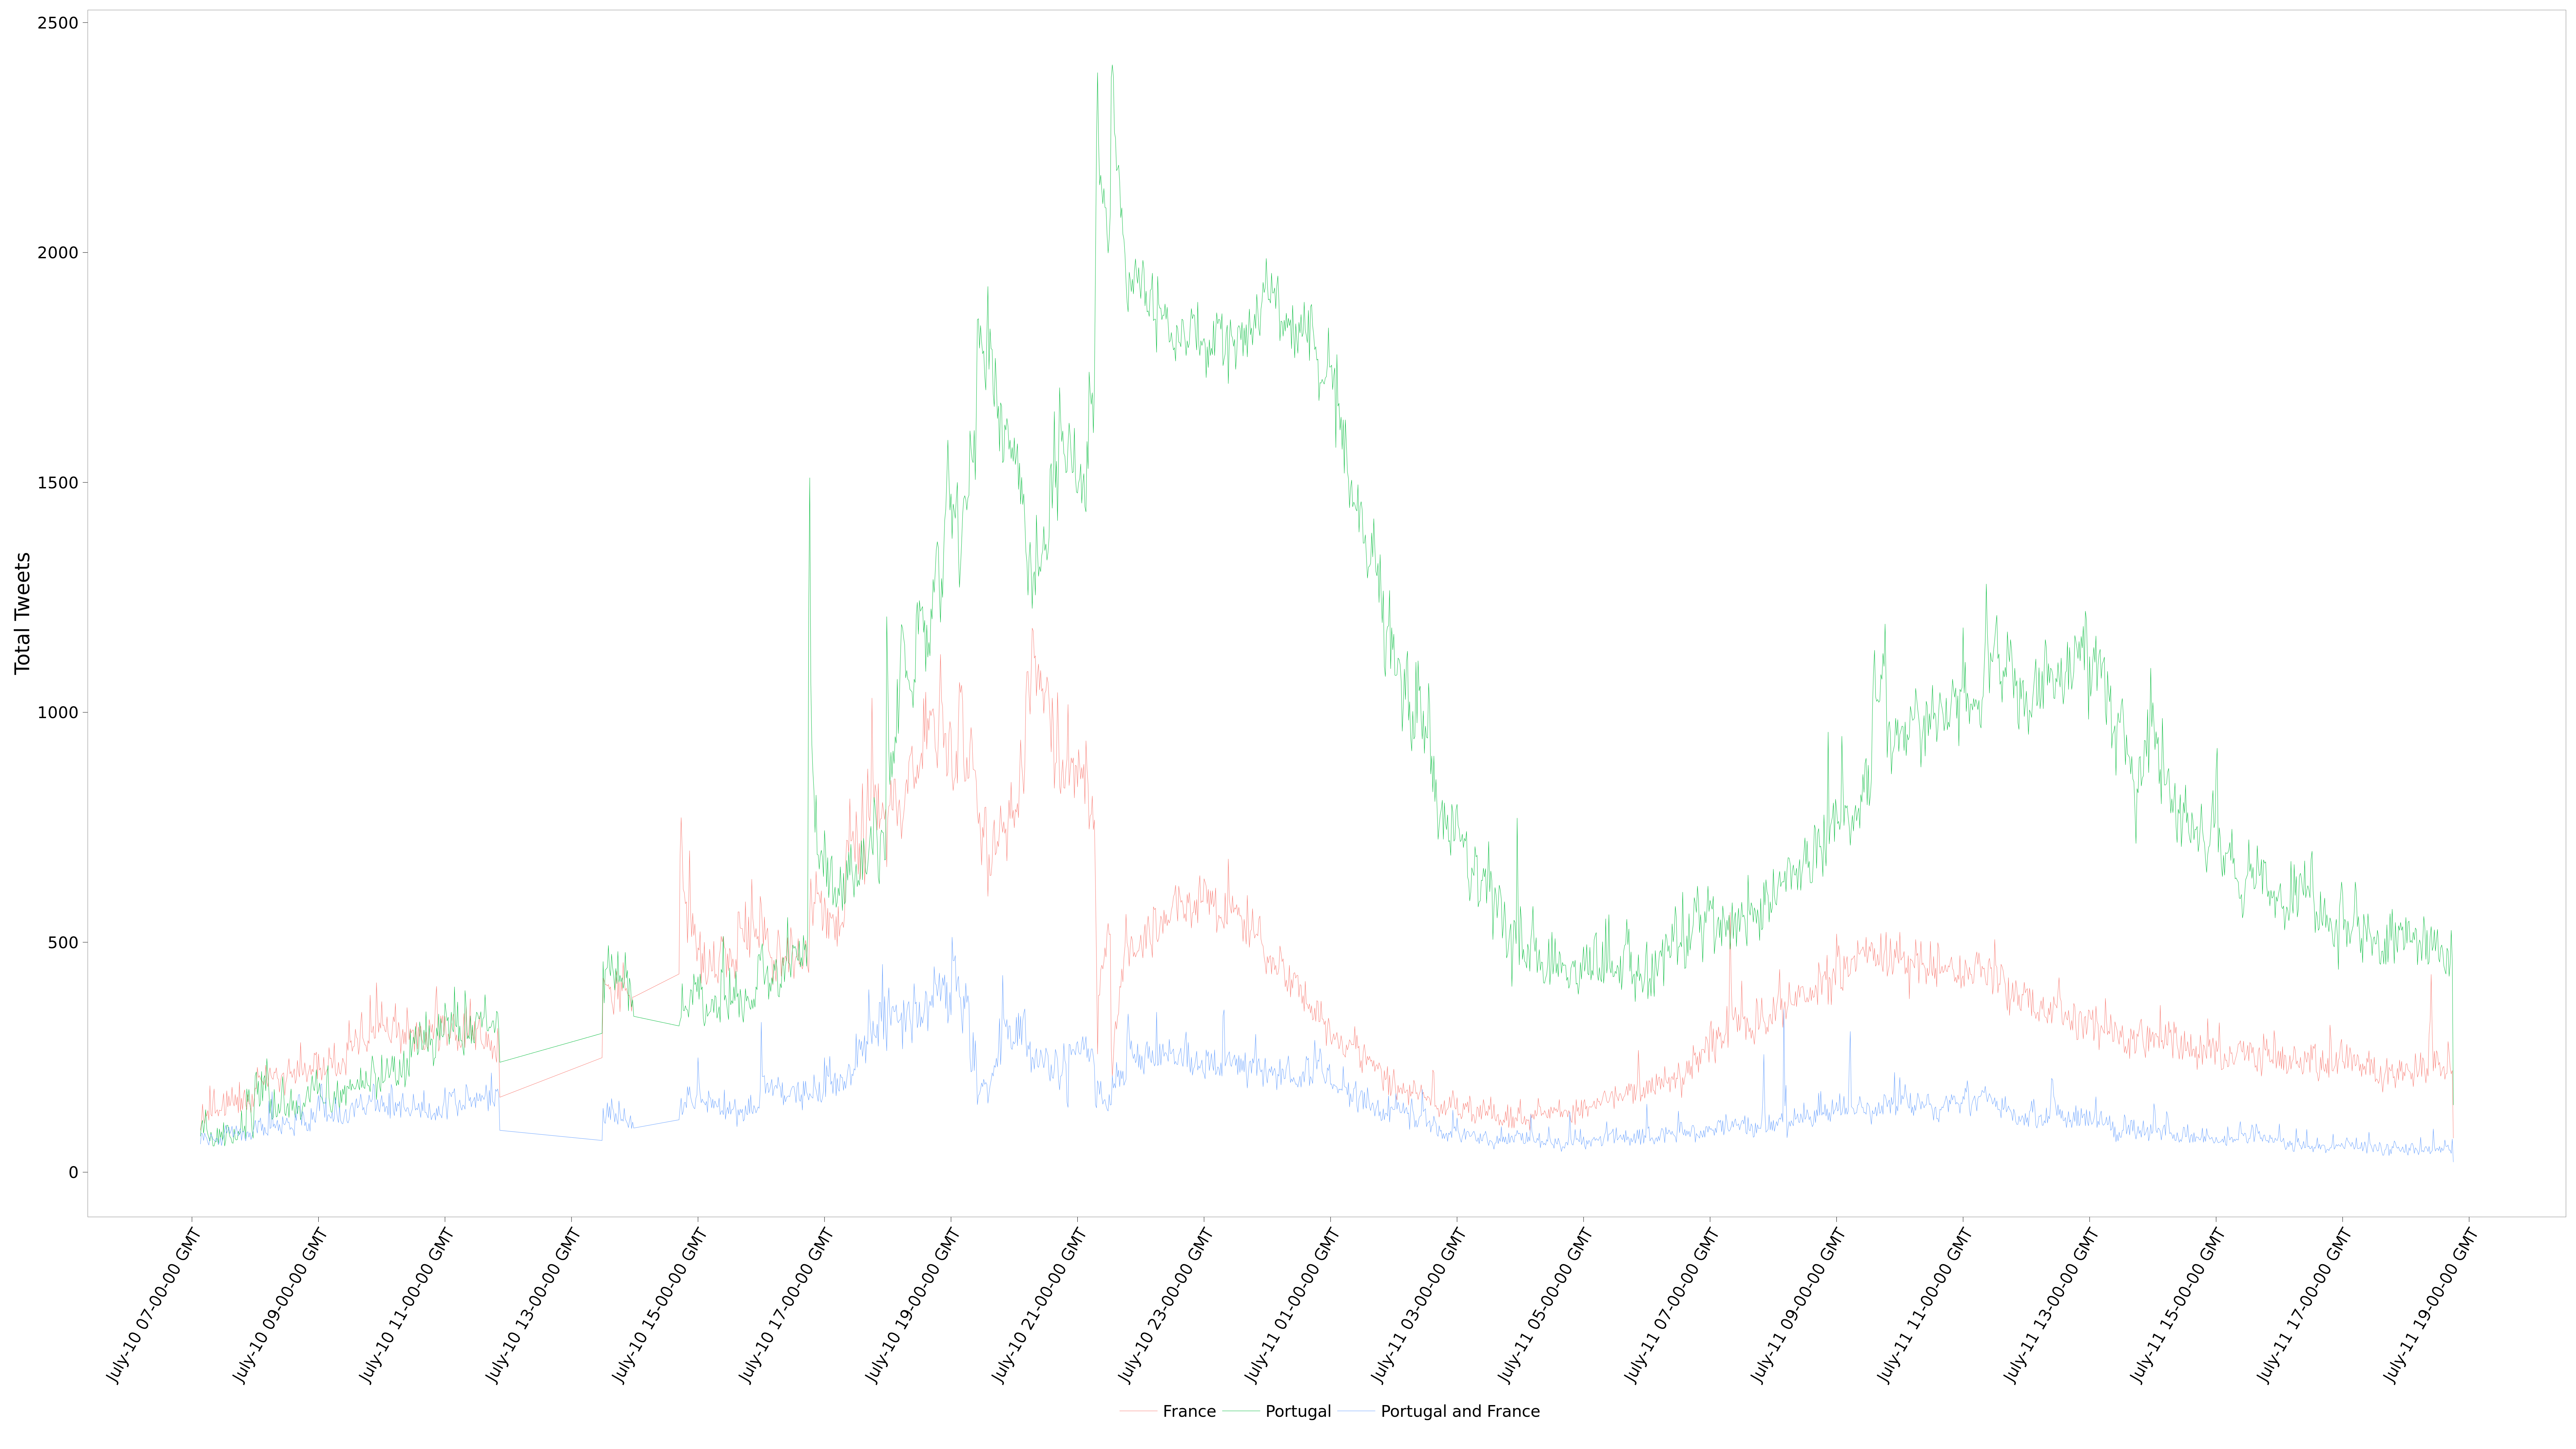 Total Tweets
2500
2000
1500
1000
500
0
July-10 07-00-00 GMT
July-10 09-00-00 GMT
July-10 11-00-00 GMT
July-10 13-00-00 GMT
July-10 15-00-00 GMT
July-10 17-00-00 GMT
July-10 19-00-00 GMT
July-10 21-00-00 GMT
July-10 23-00-00 GMT
July-11 01-00-00 GMT
July-11 03-00-00 GMT
July-11 05-00-00 GMT
July-11 07-00-00 GMT
July-11 09-00-00 GMT
July-11 11-00-00 GMT
July-11 13-00-00 GMT
July-11 15-00-00 GMT
July-11 17-00-00 GMT
July-11 19-00-00 GMT
France Portugal Portugal and France